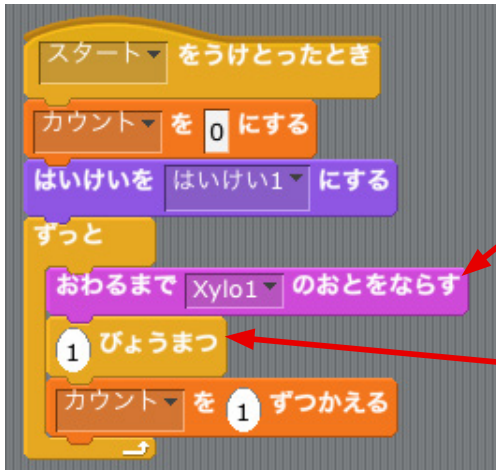 スタート をうけとったとき
カウント を 0 にする
はいけいを はいけい1 にする
ずっと
おわるまで Xylo1 のおとをならす
1 びょうまつ
カウント を 1 ずつかえる